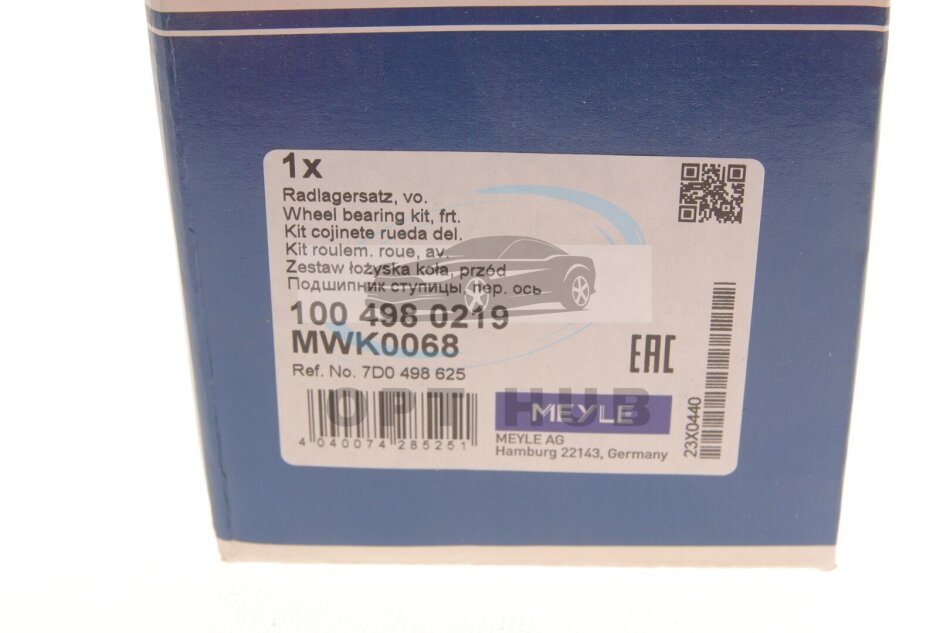 1x
Radlagersatz, vo.
Wheel bearing kit, frt.
Kit cojinete rueda del.
Kit roulem. roue, av.
Zestaw łożyska koła, przód
Подшипник ступицы, пер. ось
100 498 0219
MWK0068
Ref. No. 7D0 498 625
4 040074 285251
OPT HUB
MEYLE
MEYLE AG
Hamburg 22143, Germany
EAC
23X0440